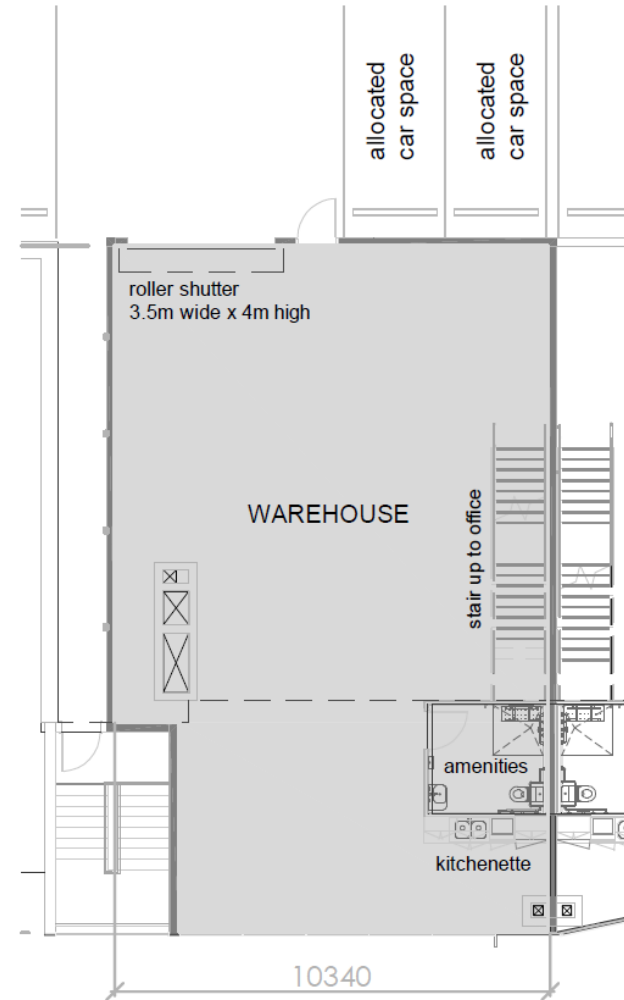 allocated
car space
allocated
car space
roller shutter
3.5m wide x 4m high
WAREHOUSE
stair up to office
amenities
kitchenette
10340